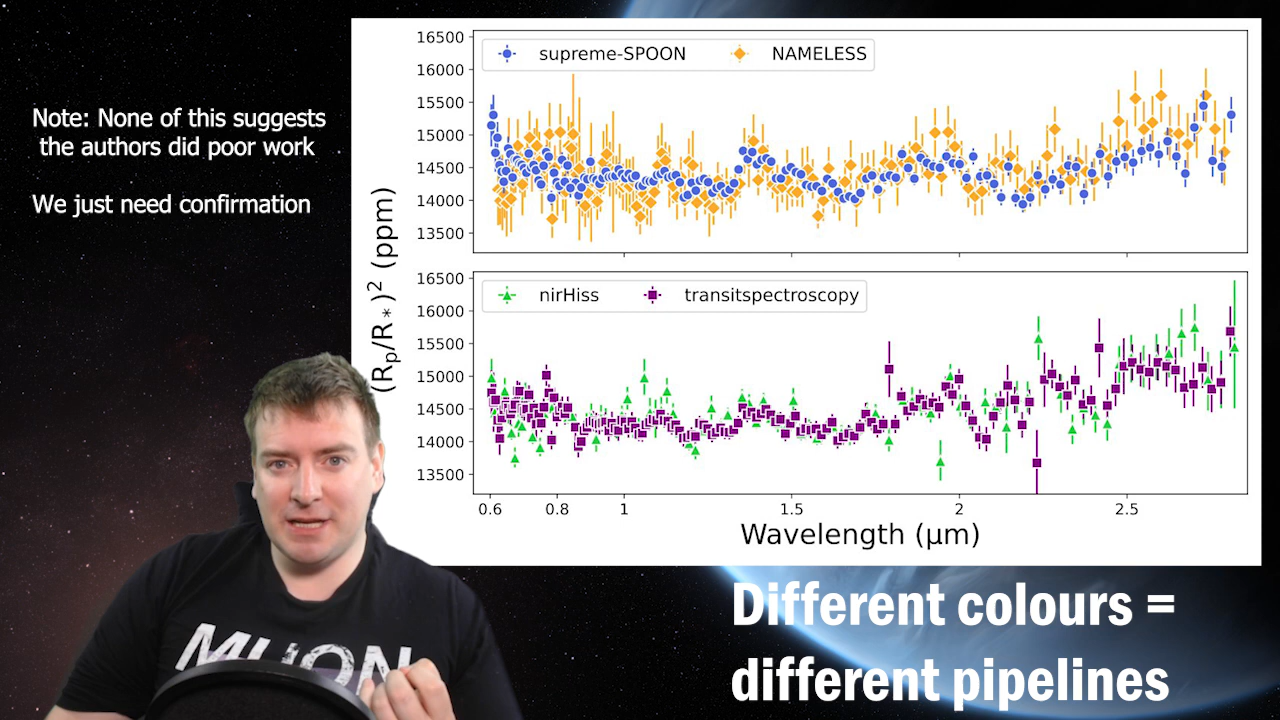 Note: None of this suggests
the authors did poor work
We just need confirmation
(Rp/R*)² (ppm)
16500
16000
15500
15000
14500
14000
13500
supreme-SPOON
NAMELESS
16500
16000
15500
15000
14500
14000
13500
nirHiss
transitspectroscopy
0.6 0.8 1 1.5 2 2.5
Wavelength (μm)
MUON
Different colours =
different pipelines